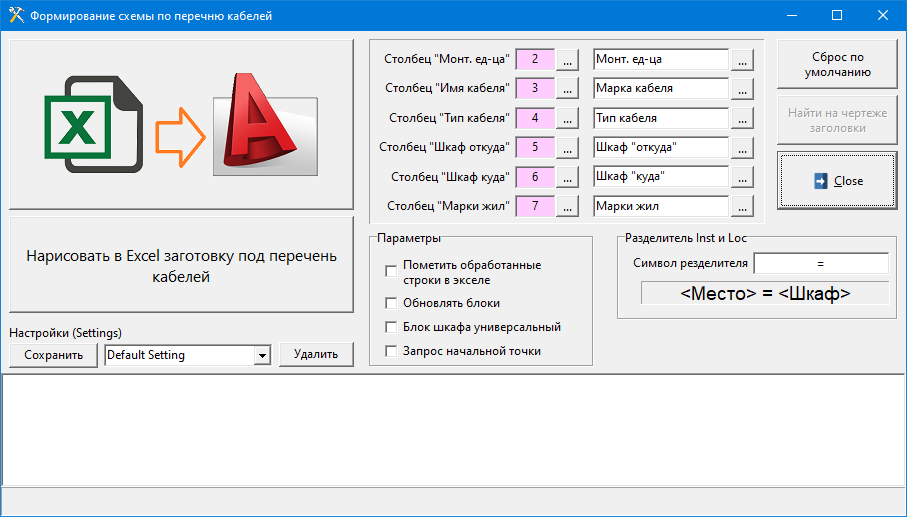 Формирование схемы по перечню кабелей
Нарисовать в Excel заготовку под перечень
кабелей
Настройки (Settings)
Сохранить
Default Setting
Удалить
Столбец "Монт. ед-ца" 2 ... Монт. ед-ца ...
Столбец "Имя кабеля" 3 ... Марка кабеля ...
Столбец "Тип кабеля" 4 ... Тип кабеля ...
Столбец "Шкаф откуда" 5 ... Шкаф "откуда" ...
Столбец "Шкаф куда" 6 ... Шкаф "куда" ...
Столбец "Марки жил" 7 ... Марки жил ...
Параметры
Пометить обработанные
строки в экселе
Обновлять блоки
Блок шкафа универсальный
Запрос начальной точки
Разделитель Inst и Loc
Символ резделителя =
<Место> = <Шкаф>
Сброс по
умолчанию
Найти на чертеже
заголовки
Close